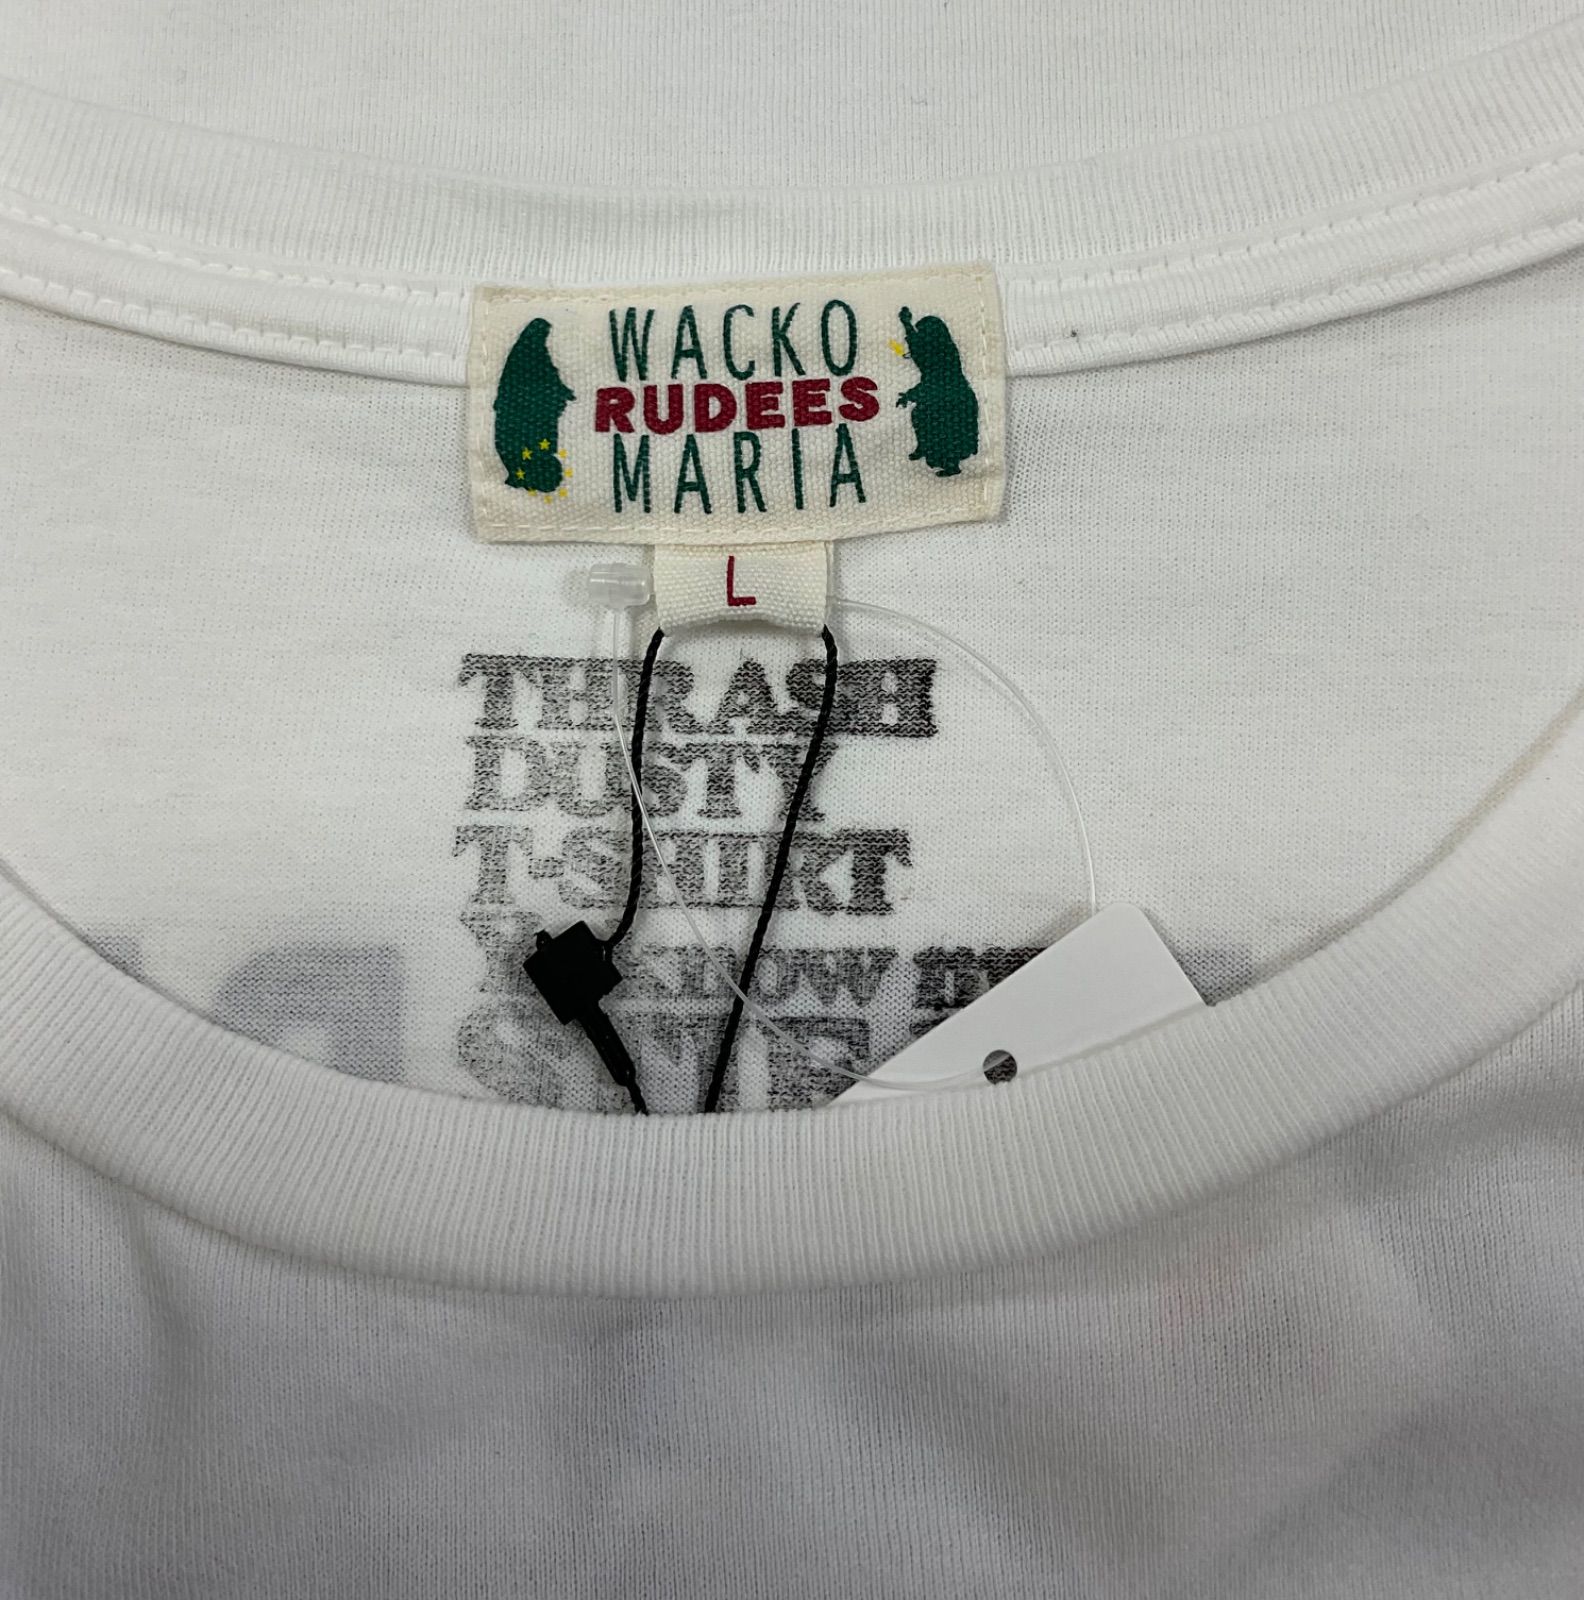 WACKO
RUDEES
MARIA
L
THRASH
DUSTY
T-SHIRT